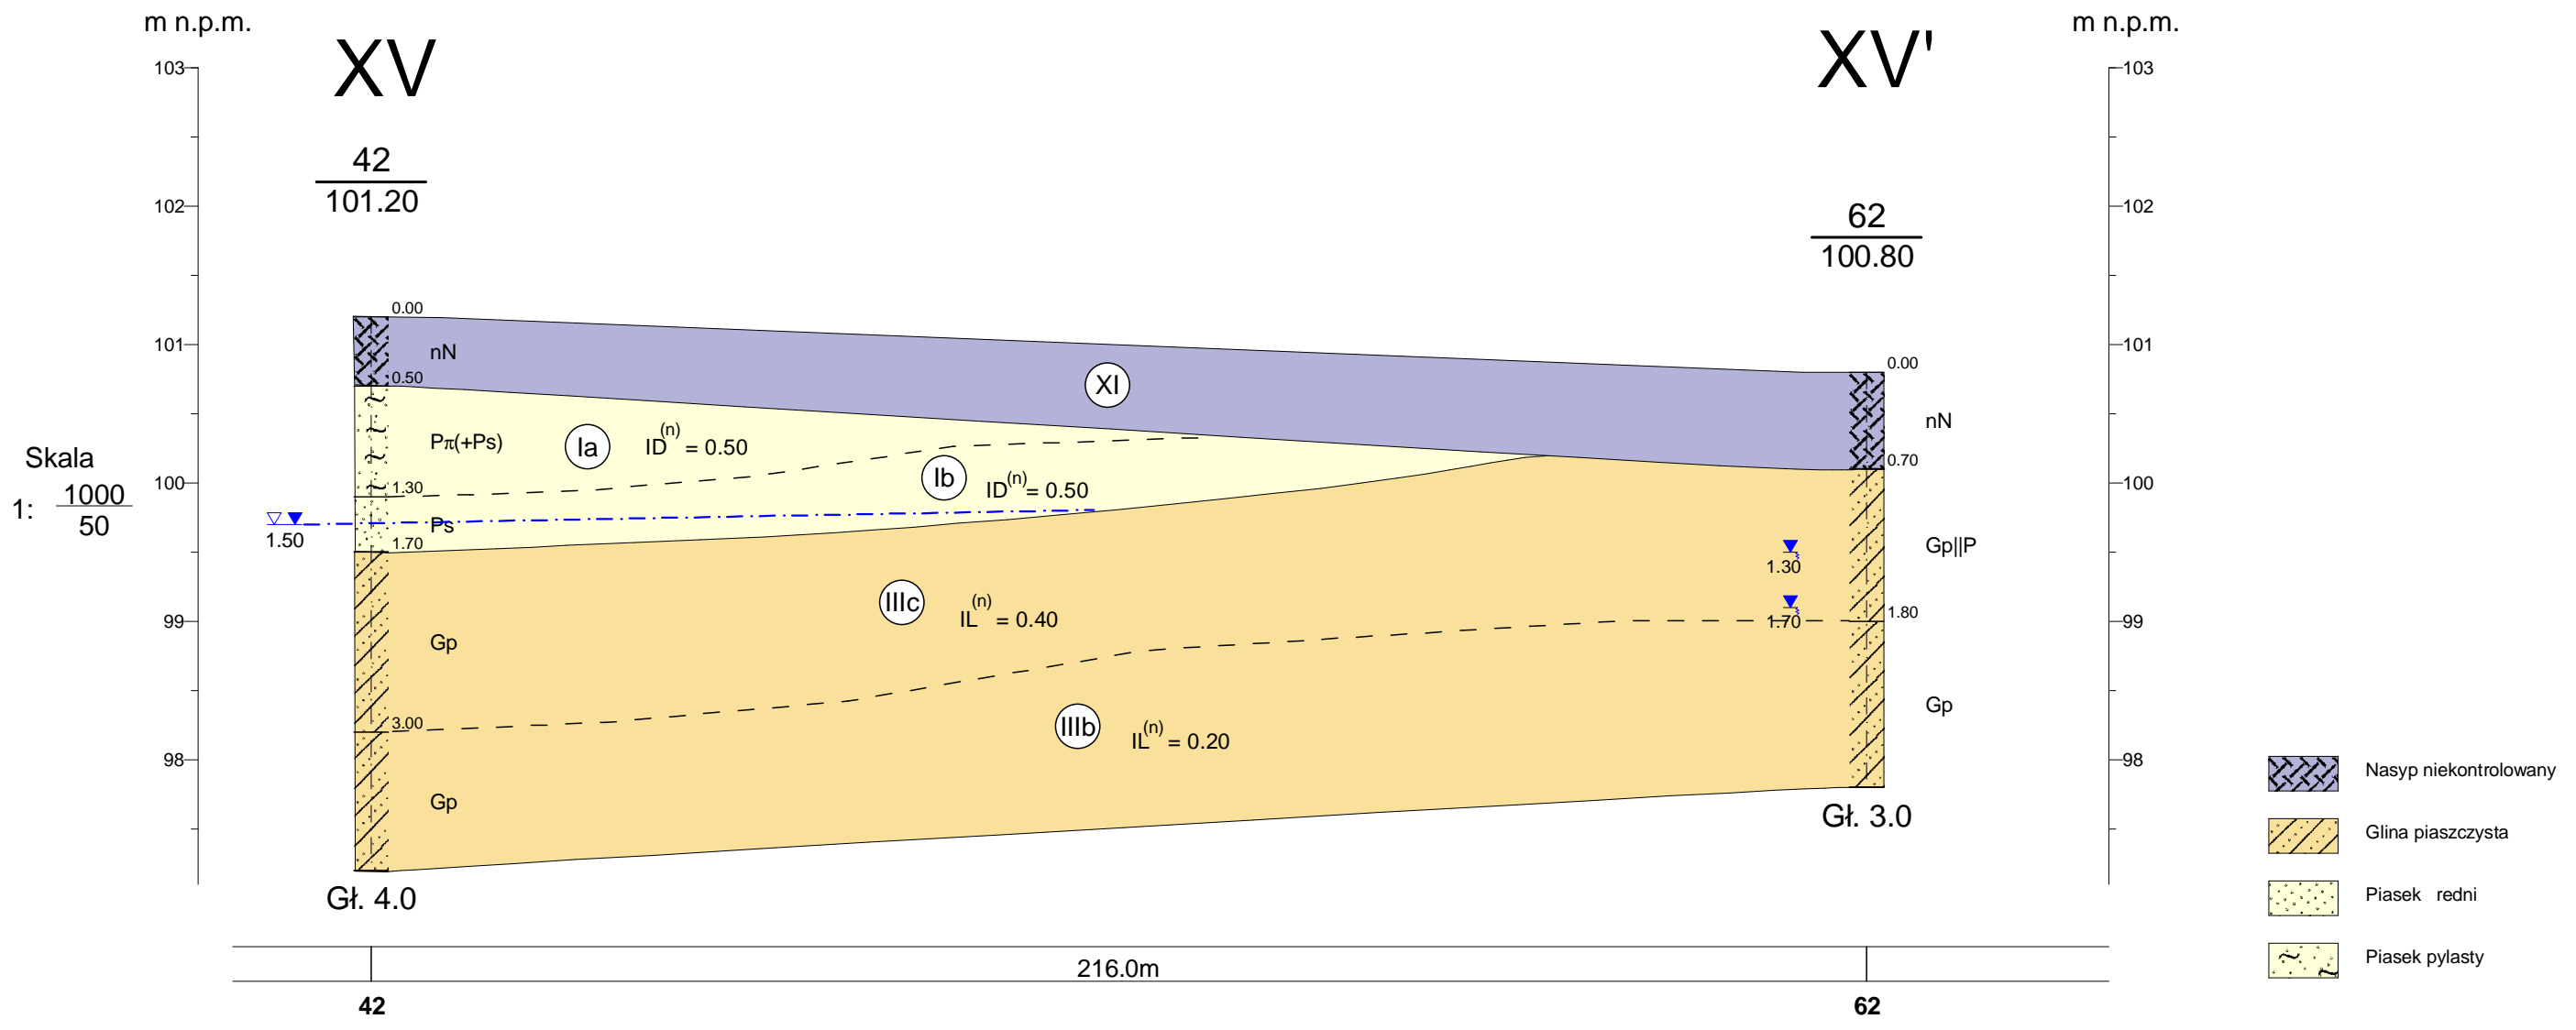 m n.p.m.
m n.p.m.
XV
XV'
103
103
42
101.20
102
102
62
100.80
0.00
101
101
nN
0.00
XI
0.50
nN
Pπ(+Ps)
Ia
ID(n) = 0.50
Skala
1: 1000
50
0.70
100
100
1.30
Ib
ID(n) = 0.50
Ps
1.50
1.70
Gp||P
1.30
IIIc
IL(n) = 0.40
99
99
1.70
1.80
Gp
3.00
IIIb
IL(n) = 0.20
Gp
98
98
Nasyp niekontrolowany
Gp
Gł. 3.0
Glina piaszczysta
Gł. 4.0
Piasek redni
Piasek pylasty
216.0m
42
62